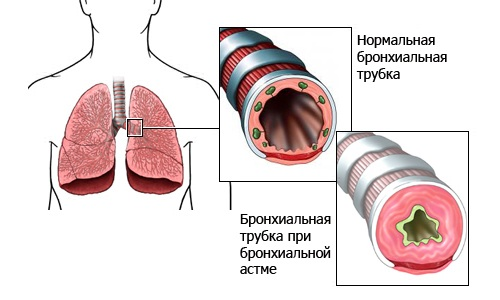 Нормальная
бронхиальная
трубка
Бронхиальная
трубка при
бронхиальной
астме